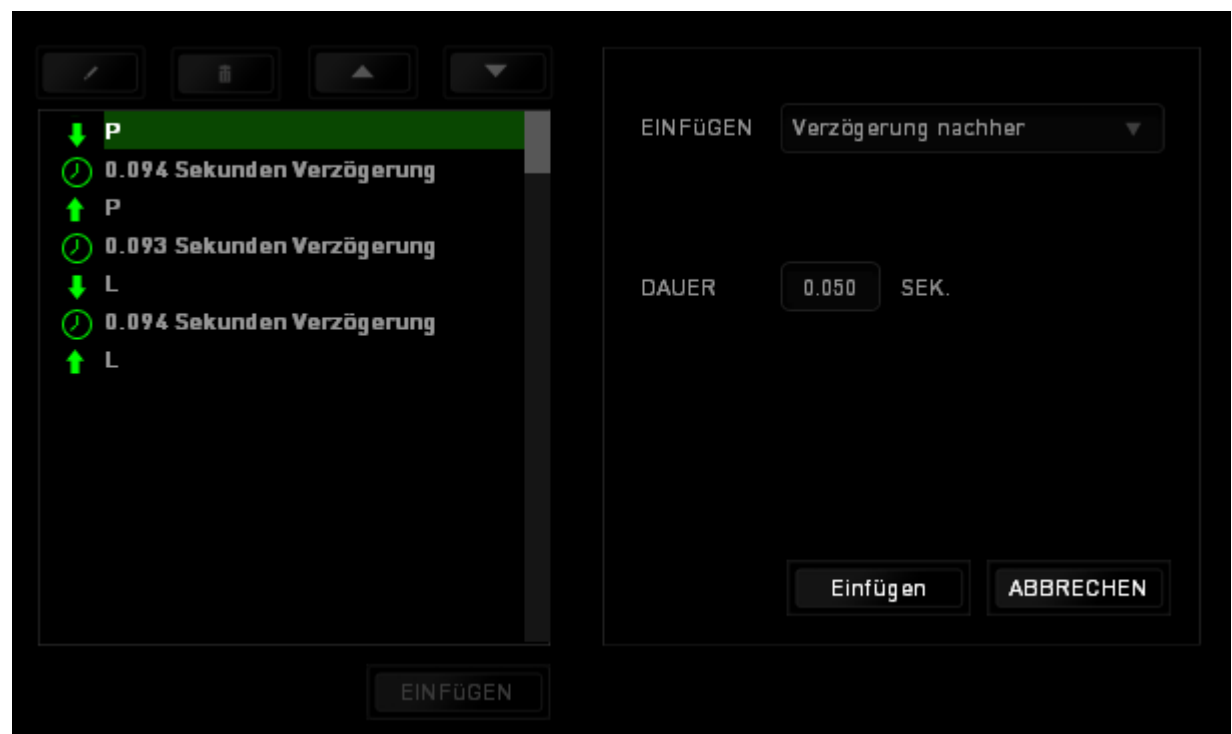 P
0.094 Sekunden Verzögerung
P
0.093 Sekunden Verzögerung
L
0.094 Sekunden Verzögerung
L
EINFüGEN
EINFüGEN Verzögerung nachher
DAUER 0.050 SEK.
Einfügen ABBRECHEN